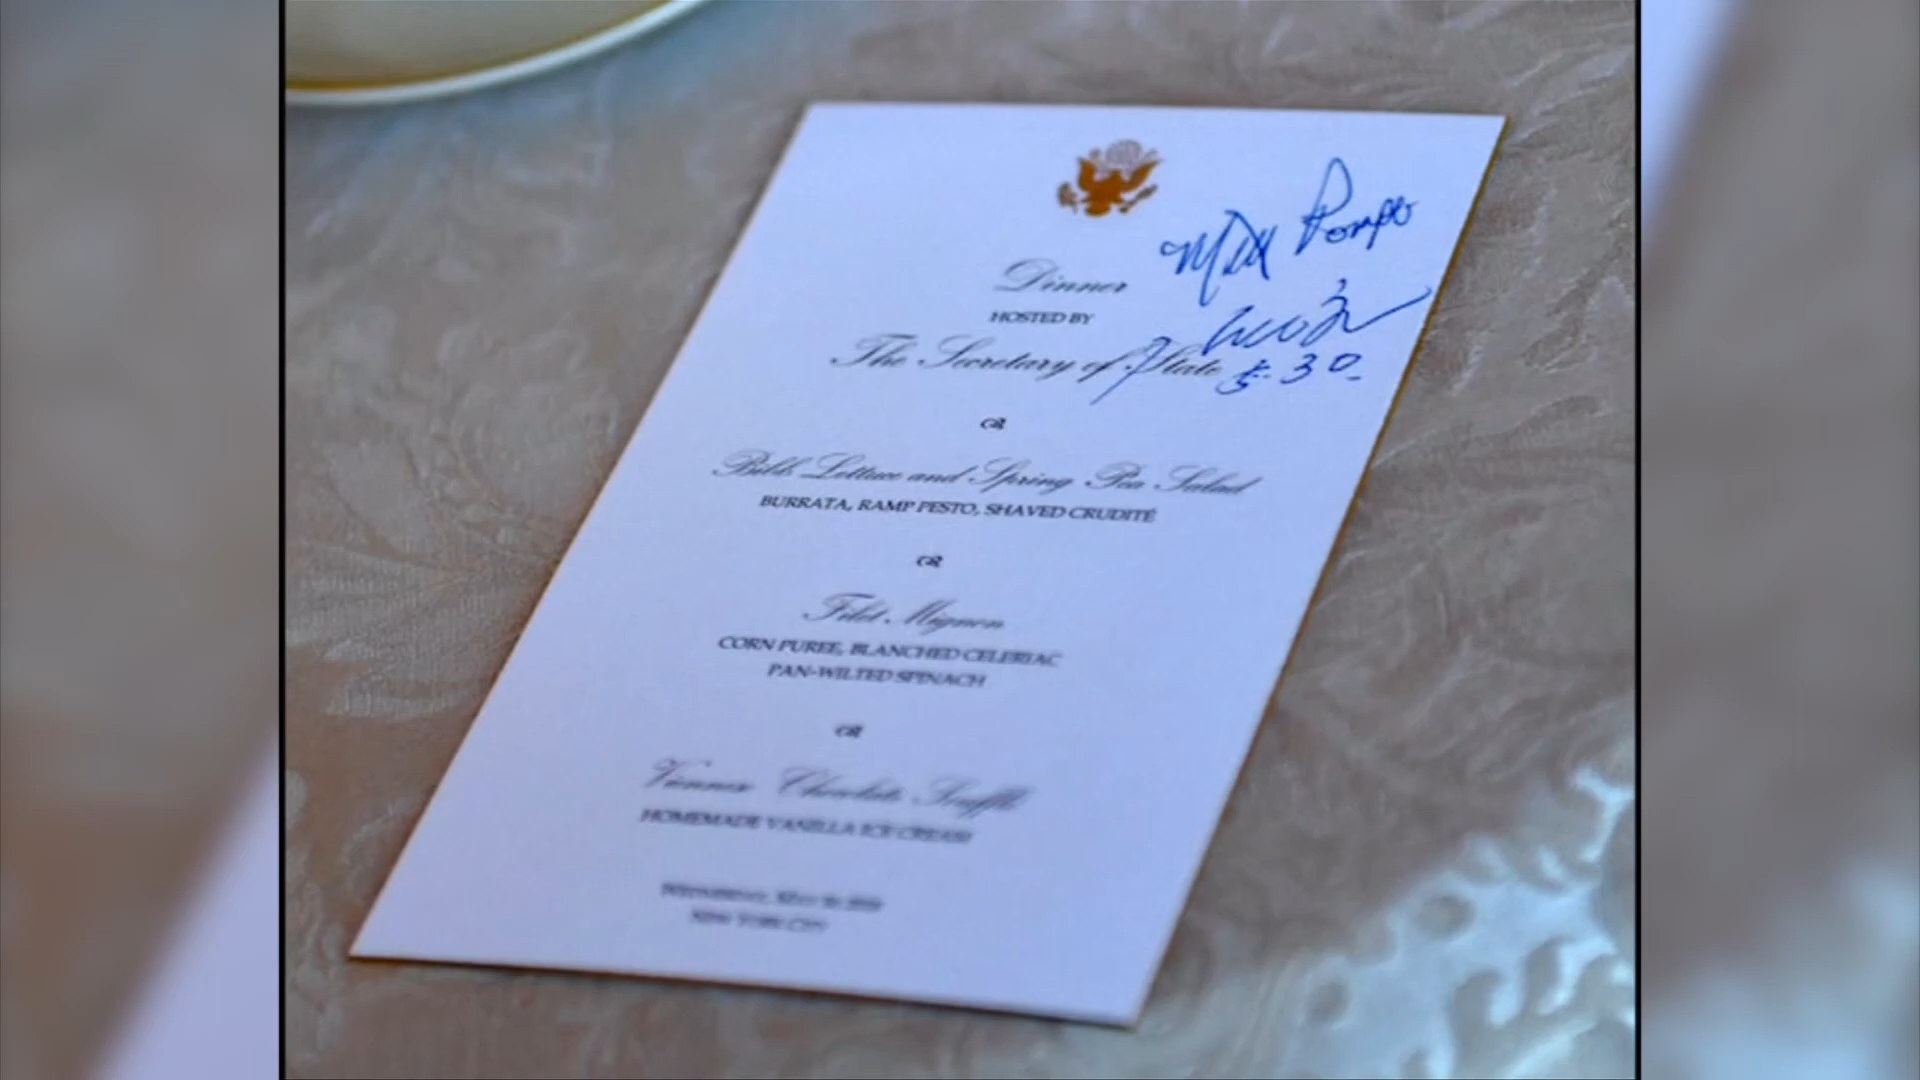 Dinner
HOSTED BY
The Secretary of State
Mike Pompeo
5.30.
Bibb Lettuce and Spring Pea Salad
BURRATA, RAMP PESTO, SHAVED CRUDITÉ
Filet Mignon
CORN PUREE, BLANCHED CELERIAC
PAN-WILTED SPINACH
Chocolate Souffle
HOMEMADE VANILLA ICE CREAM
NEW YORK CITY